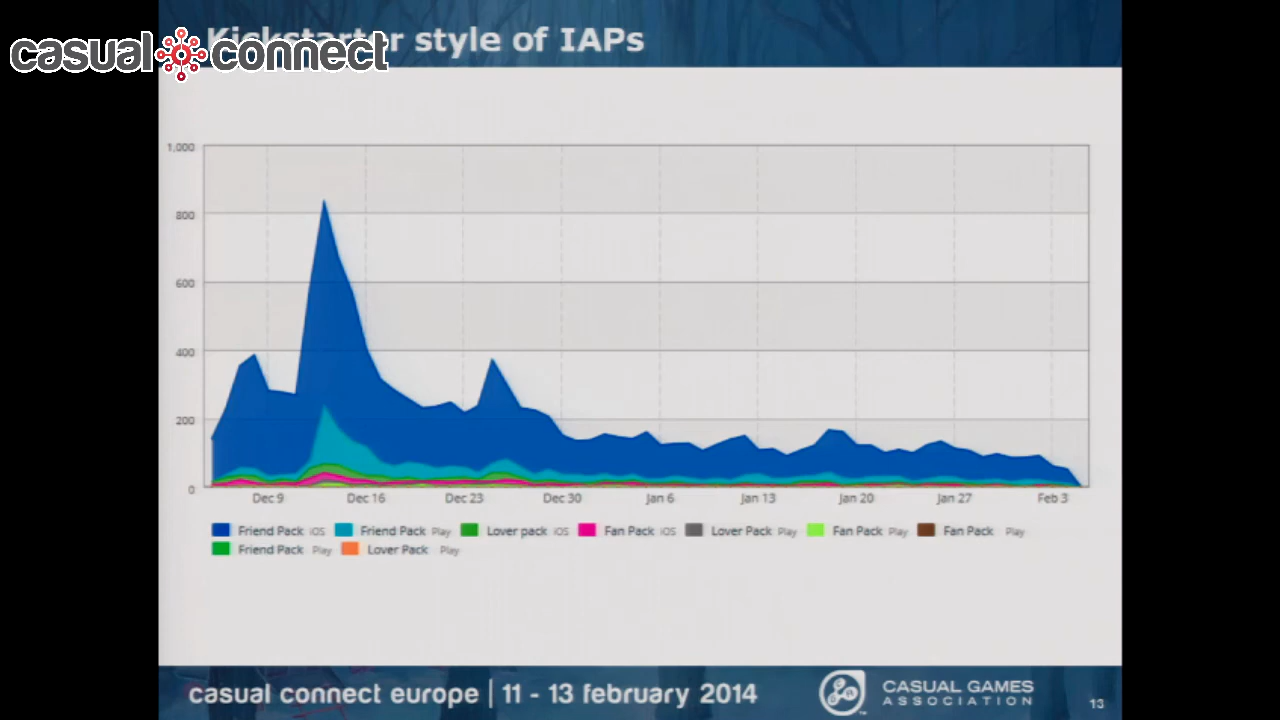 Kickstarter style of IAPs
casual connect
1,000
800
600
400
200
0
Dec 9 Dec 16 Dec 23 Dec 30 Jan 6 Jan 13 Jan 20 Jan 27 Feb 3
Friend Pack iOS Friend Pack Play Lover pack iOS Fan Pack iOS Lover Pack Play Fan Pack Play Fan Pack Play
Friend Pack Play Lover Pack Play
casual connect europe | 11 - 13 february 2014
CASUAL GAMES
ASSOCIATION
13